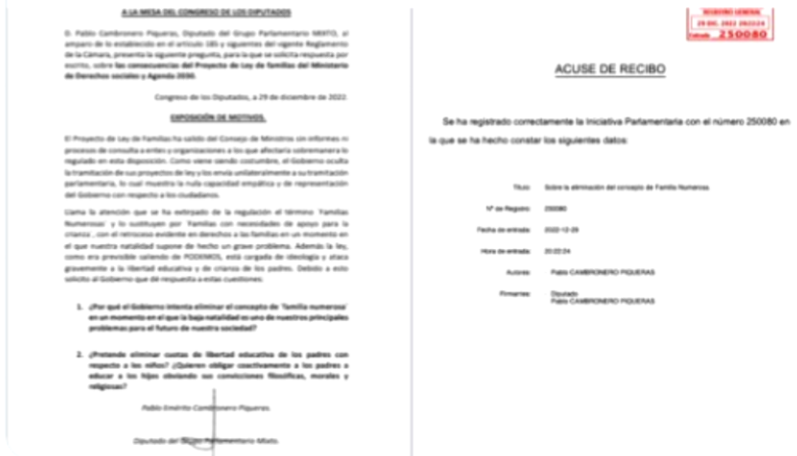 A LA MESA DEL CONGRESO DE LOS DIPUTADOS
D. Pablo Cambronero Piqueras, Diputado del Grupo Parlamentario MIXTO, al
amparo de lo establecido en el artículo 185 y siguientes del vigente Reglamento
de la Cámara, presenta la siguiente pregunta, para la que se solicita respuesta por
escrito, sobre las consecuencias del Proyecto de Ley de familias del Ministerio
de Derechos sociales y Agenda 2030.
Congreso de los Diputados, a 29 de diciembre de 2022.
EXPOSICIÓN DE MOTIVOS.
El Proyecto de Ley de Familias ha salido del Consejo de Ministros sin informes ni
procesos de consulta a entes y organizaciones a los que afectaría sobremanera lo
regulado en esta disposición. Como viene siendo costumbre, el Gobierno oculta
la tramitación de sus proyectos de ley y los envía unilateralmente a su tramitación
parlamentaria, lo cual muestra la nula capacidad empática y de representación
del Gobierno con respecto a los ciudadanos.
Llama la atención que se ha extirpado de la regulación el término 'Familias
Numerosas' y lo sustituyen por 'Familias con necesidades de apoyo para la
crianza', con el retroceso evidente en derechos a las familias en un momento en
el que nuestra natalidad supone de hecho un grave problema. Además la ley,
como era previsible saliendo de PODEMOS, está cargada de ideología y ataca
gravemente a la libertad educativa y de crianza de los padres. Debido a esto
solicito al Gobierno que dé respuesta a estas cuestiones:
1. ¿Por qué el Gobierno intenta eliminar el concepto de 'familia numerosa'
en un momento en el que la baja natalidad es uno de nuestros principales
problemas para el futuro de nuestra sociedad?
2. ¿Pretende eliminar cuotas de libertad educativa de los padres con
respecto a los niños? ¿Quieren obligar coactivamente a los padres a
educar a los hijos obviando sus convicciones filosóficas, morales y
religiosas?
Pablo Emérito Cambronero Piqueras.
Diputado del Grupo Parlamentario Mixto.
REGISTRO GENERAL
29 DIC. 2022 20:22:24
Entrada 250080
ACUSE DE RECIBO
Se ha registrado correctamente la Iniciativa Parlamentaria con el número 250080 en
la que se ha hecho constar los siguientes datos:
Título: Sobre la eliminación del concepto de Familia Numerosa.
Nº de Registro: 250080
Fecha de entrada: 2022-12-29
Hora de entrada: 20:22:24
Autores: Pablo CAMBRONERO PIQUERAS
Firmantes: Diputado
Pablo CAMBRONERO PIQUERAS